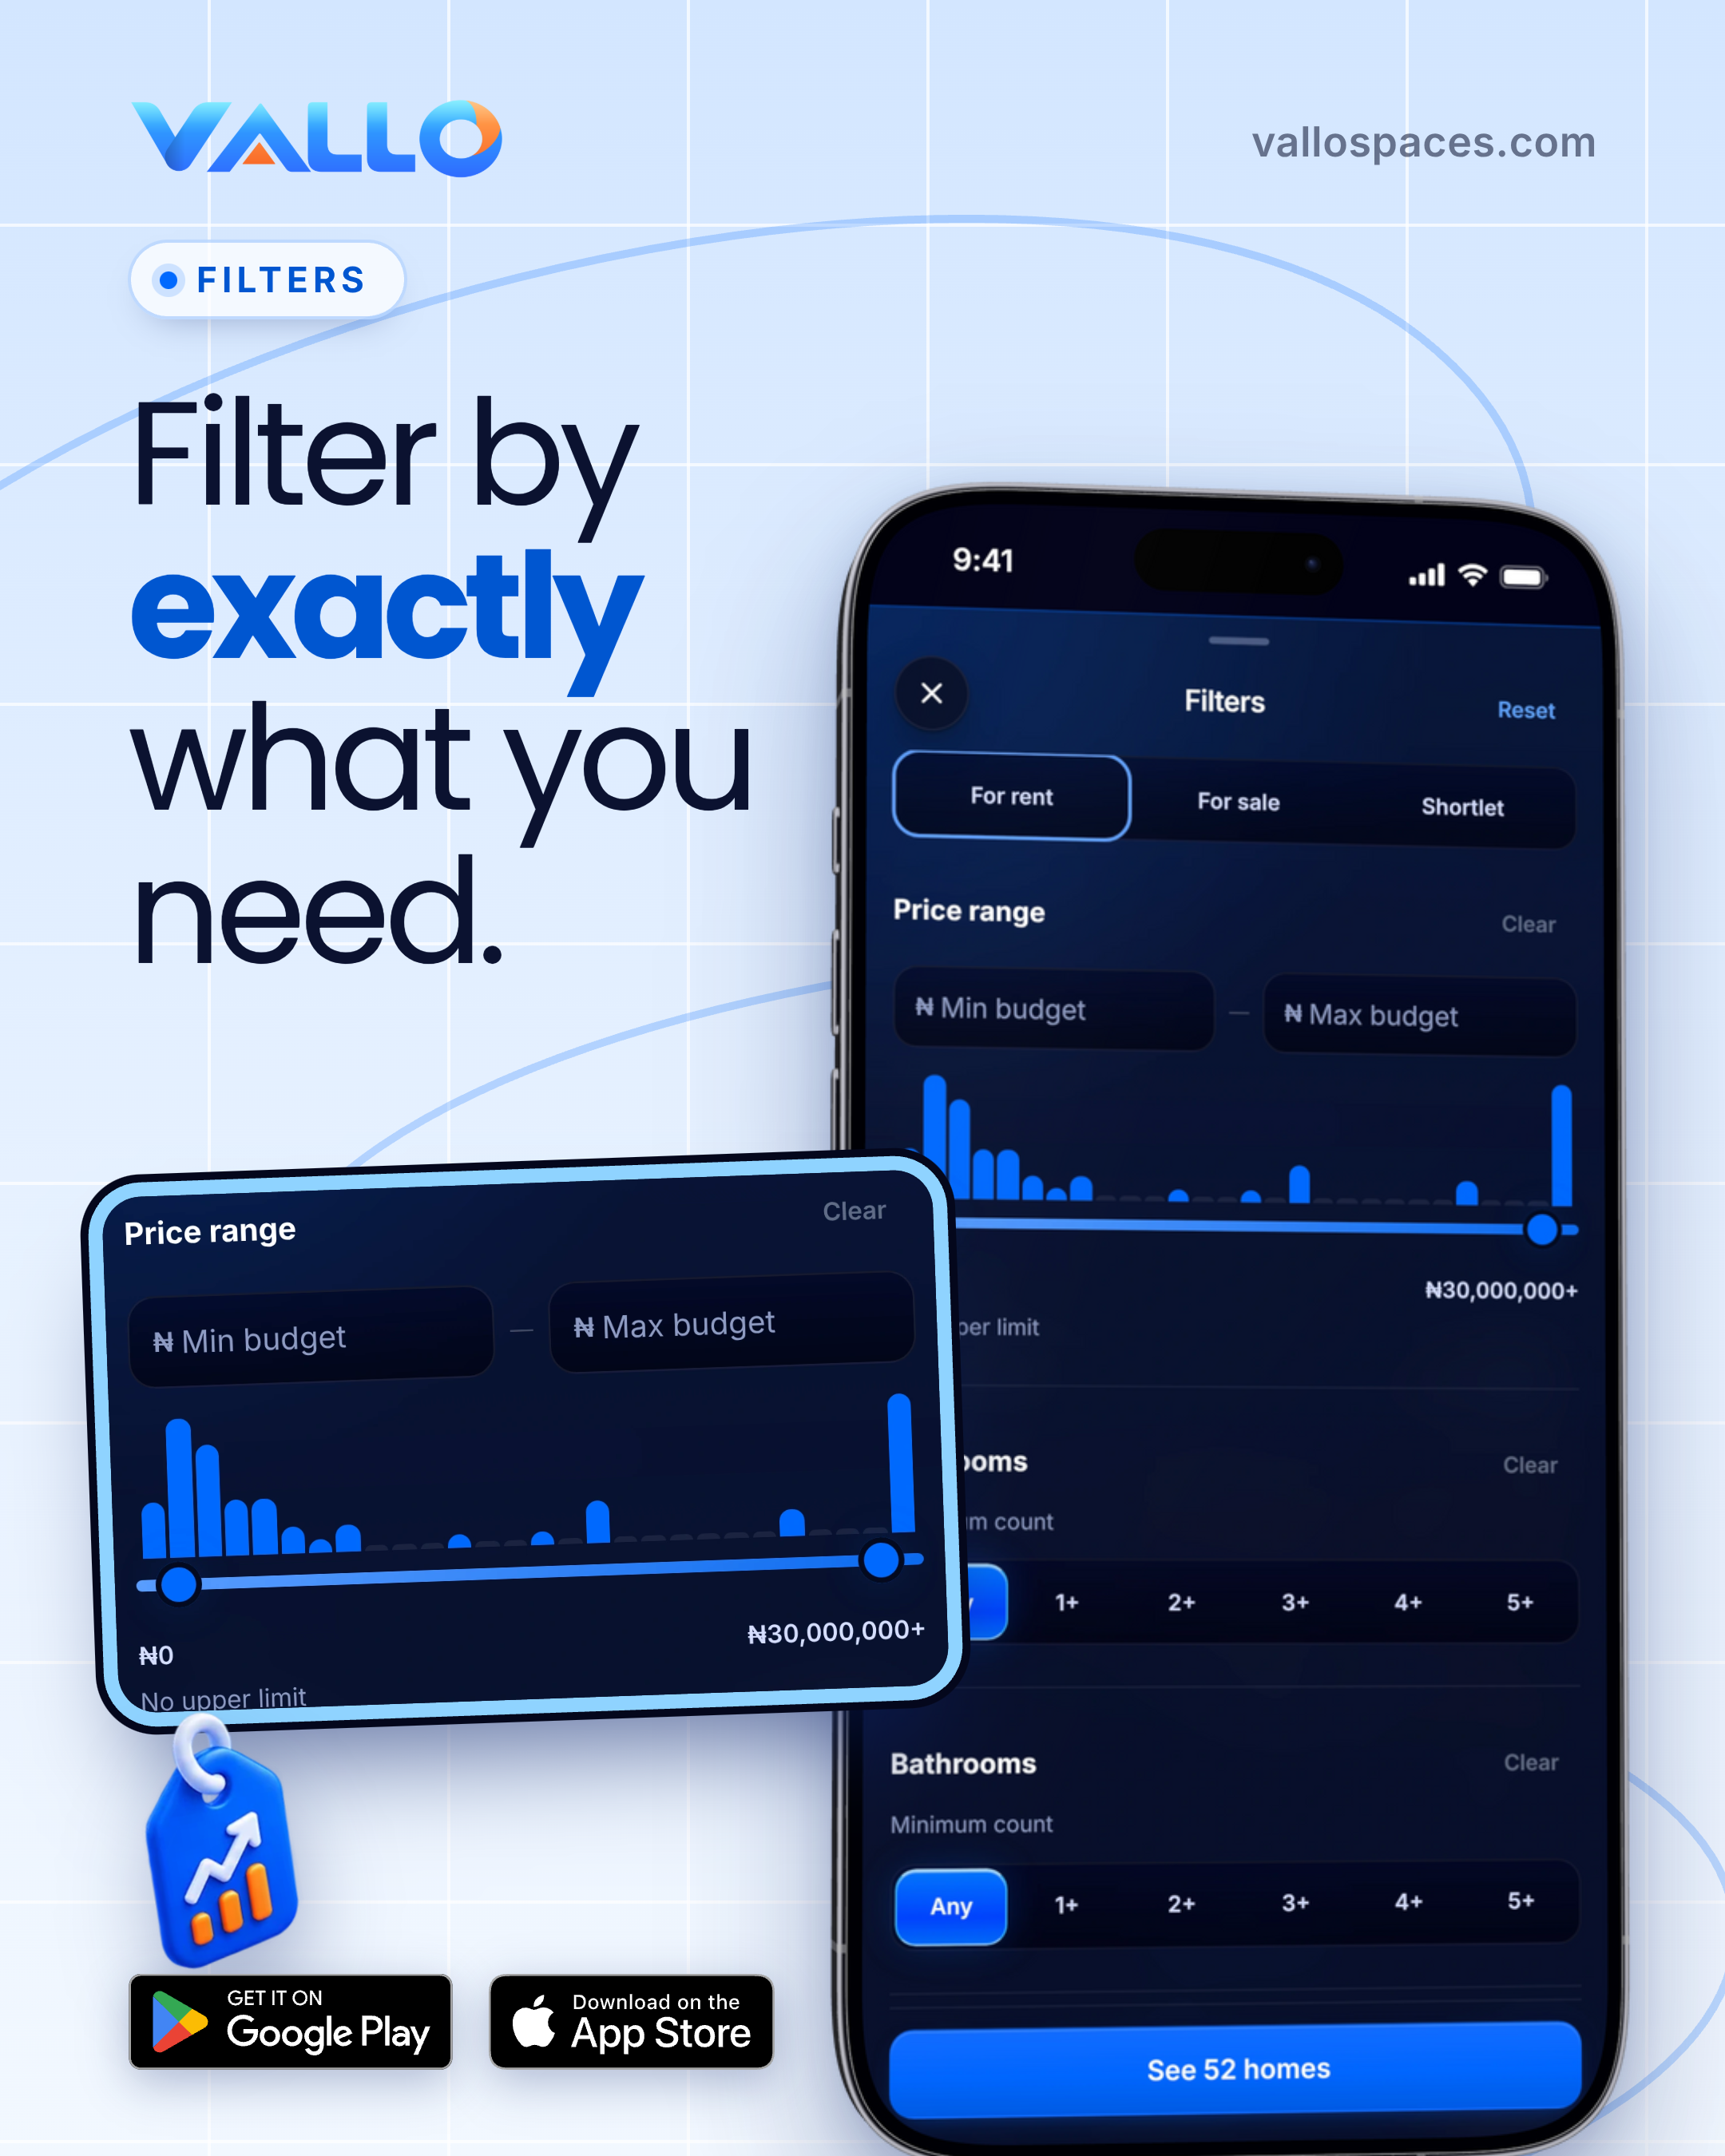 VALLO
vallospaces.com
FILTERS
Filter by
exactly
what you
need.
9:41
Filters
Reset
For rent
For sale
Shortlet
Price range
Clear
₦ Min budget
–
₦ Max budget
₦30,000,000+
per limit
ooms
Clear
m count
1+
2+
3+
4+
5+
Bathrooms
Clear
Minimum count
Any
1+
2+
3+
4+
5+
See 52 homes
Price range
Clear
₦ Min budget
–
₦ Max budget
₦0
₦30,000,000+
No upper limit
GET IT ON
Google Play
Download on the
App Store